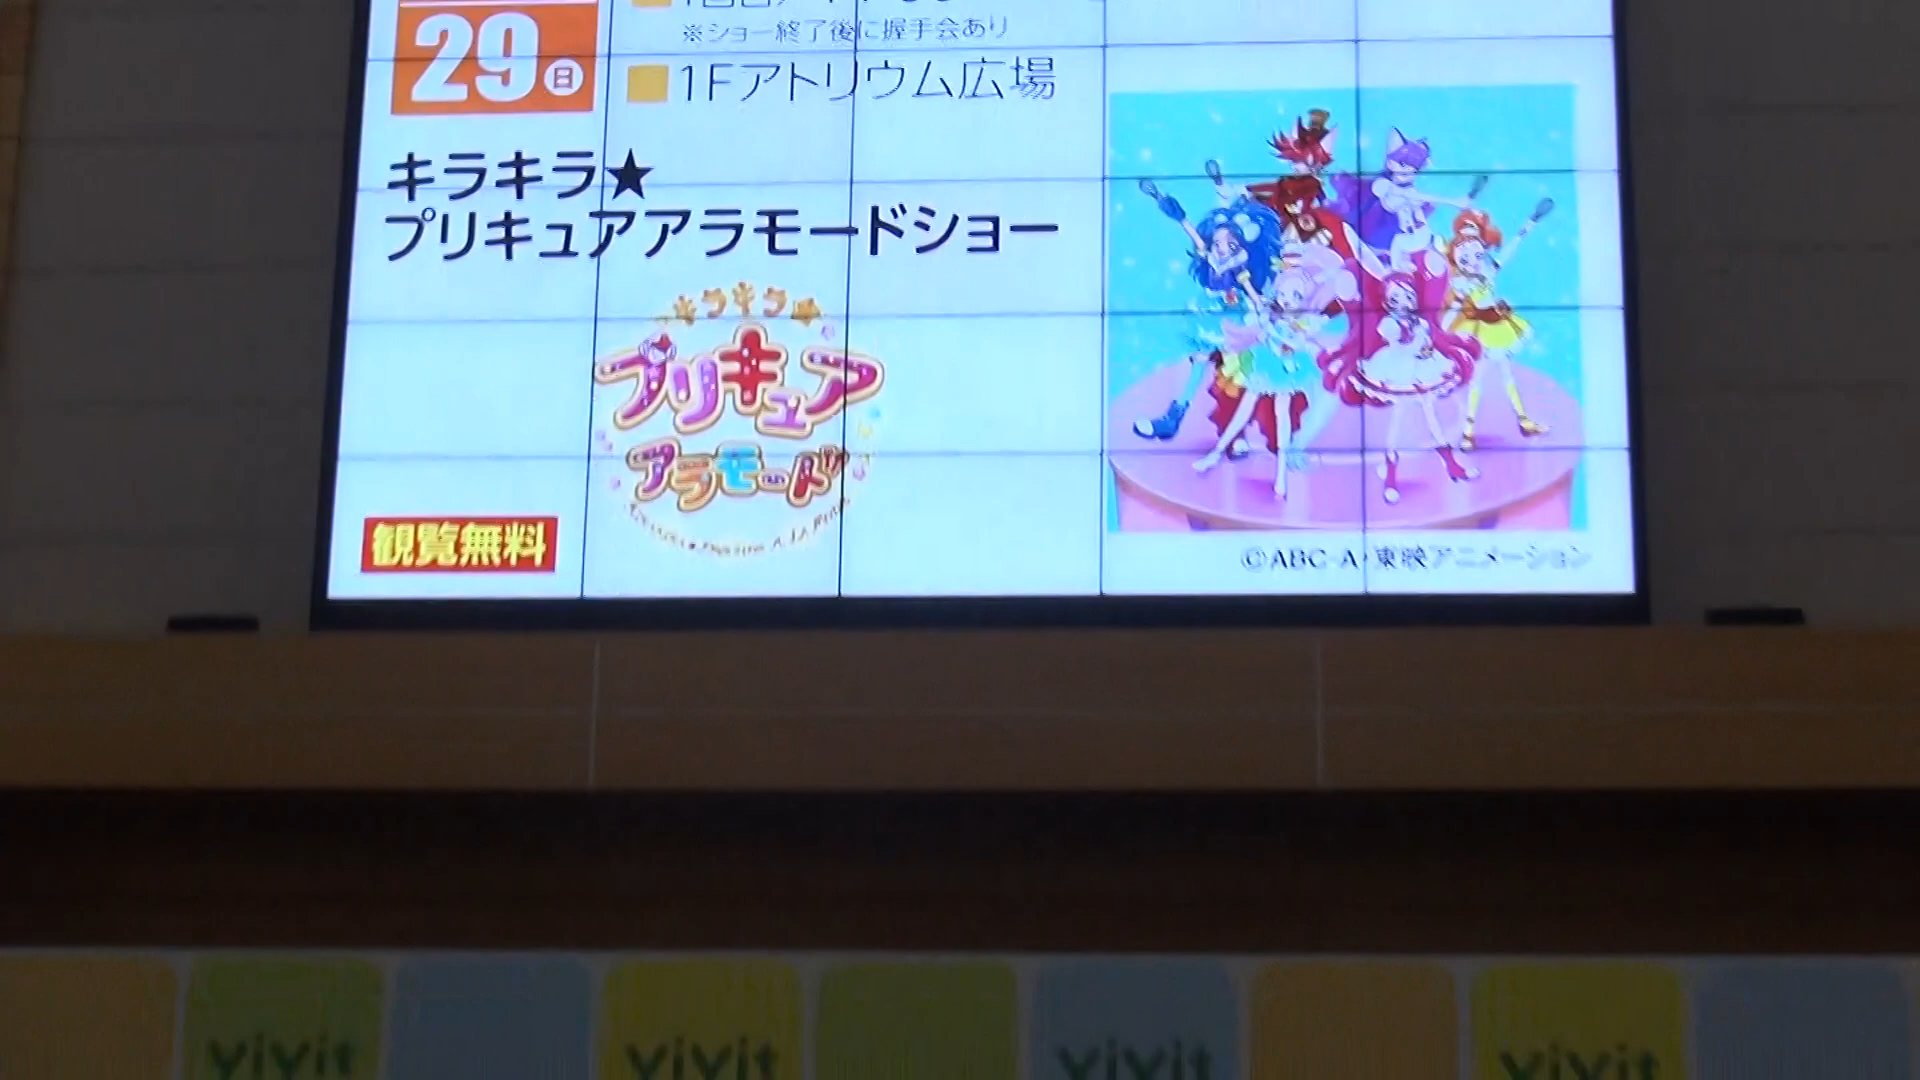 29日
※ショー終了後に握手会あり
1Fアトリウム広場
キラキラ★
プリキュアアラモードショー
キラキラ
プリキュア
アラモード
観覧無料
©ABC-A・東映アニメーション
vivit vivit vivit vivit